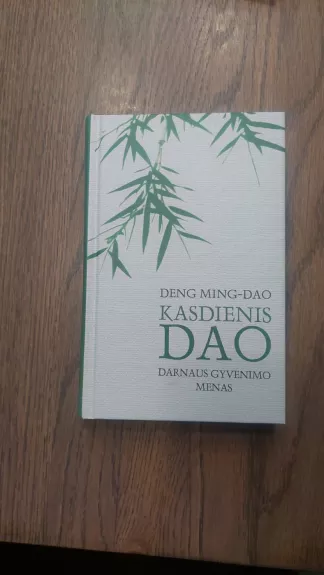 DENG MING-DAO
KASDIENIS
DAO
DARNAUS GYVENIMO
MENAS